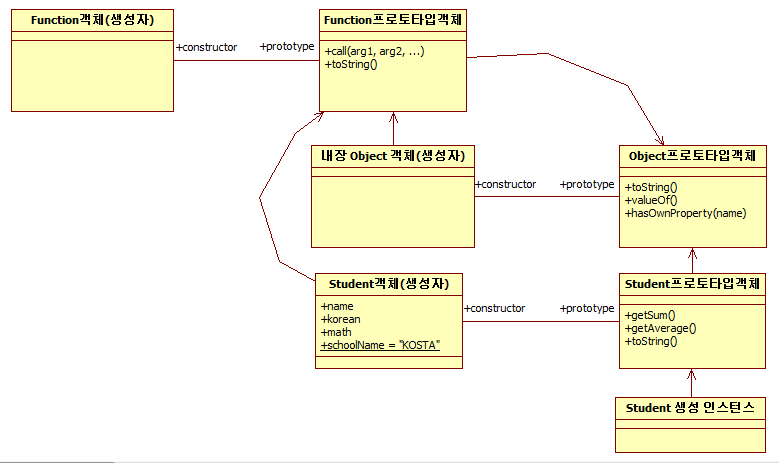 Function객체(생성자)
+constructor
+prototype
Function프로토타입객체
+call(arg1, arg2, ...)
+toString()
내장 Object 객체(생성자)
+constructor
+prototype
Object프로토타입객체
+toString()
+valueOf()
+hasOwnProperty(name)
Student객체(생성자)
+name
+korean
+math
+schoolName = "KOSTA"
+constructor
+prototype
Student프로토타입객체
+getSum()
+getAverage()
+toString()
Student 생성 인스턴스